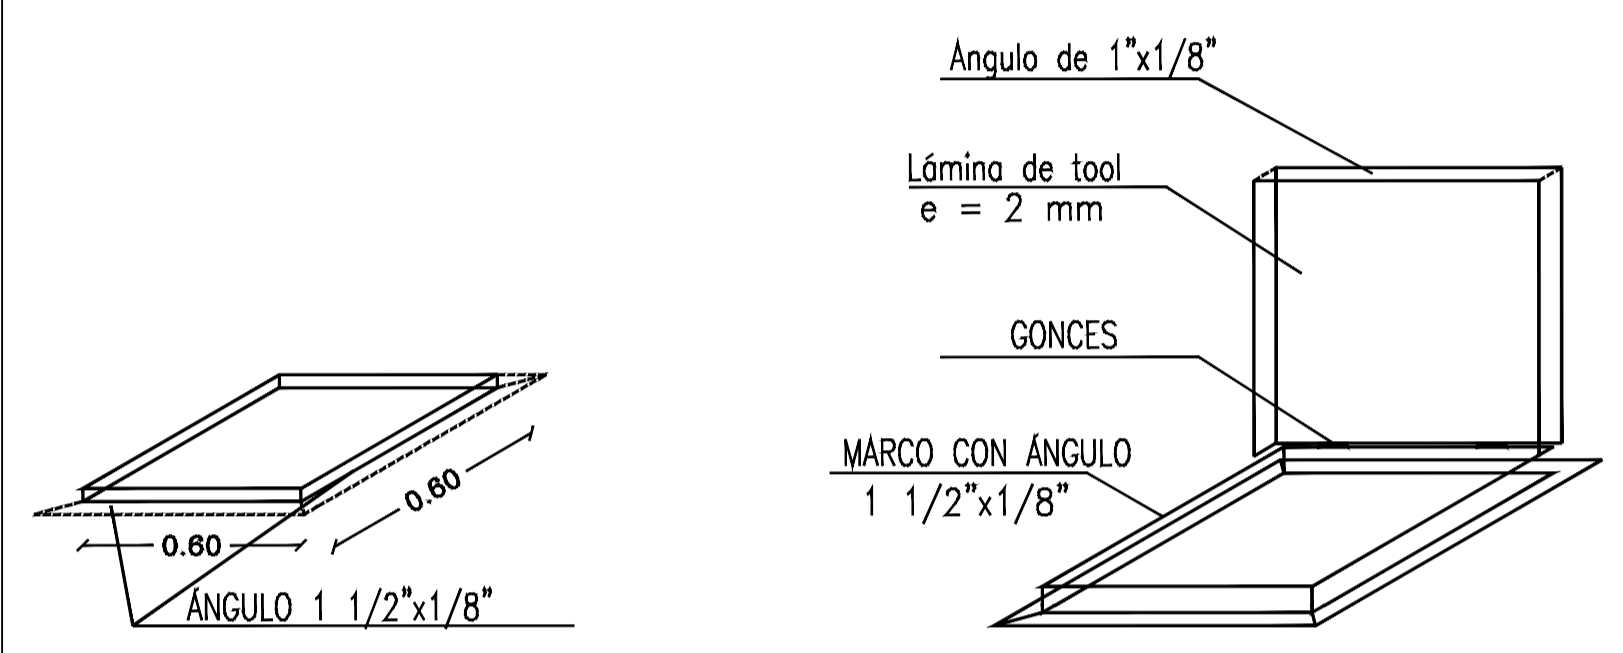 Angulo de 1"x1/8"
Lámina de tool
e = 2 mm
GONCES
MARCO CON ÁNGULO
1 1/2"x1/8"
0.60
0.60
ÁNGULO 1 1/2"x1/8"